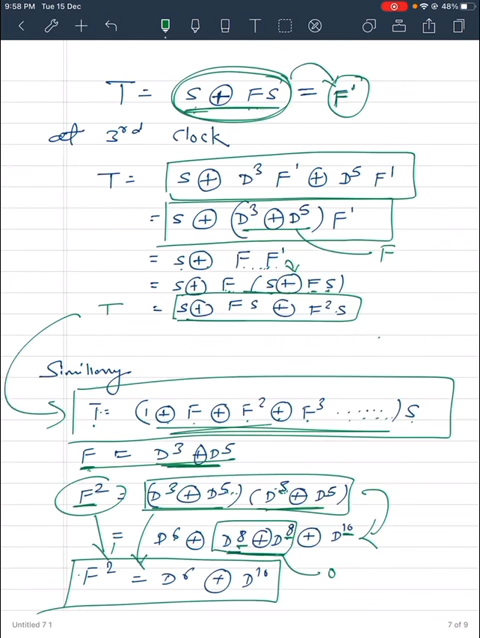 9:58 PM Tue 15 Dec
48%
T = S ⊕ FS = F'
at 3rd clock
T = S ⊕ D³ F' ⊕ D⁵ F'
= S ⊕ (D³ ⊕ D⁵) F'
F
= S ⊕ F F'
= S ⊕ F (S ⊕ FS)
T = S ⊕ FS ⊕ F²S
Similarly
T = (1 ⊕ F ⊕ F² ⊕ F³ ......) S
F = D³ ⊕ D⁵
F² = (D³ ⊕ D⁵) (D³ ⊕ D⁵)
= D⁶ ⊕ D⁸ ⊕ D⁸ ⊕ D¹⁰
0
F² = D⁶ ⊕ D¹⁰
Untitled 7 1
7 of 9